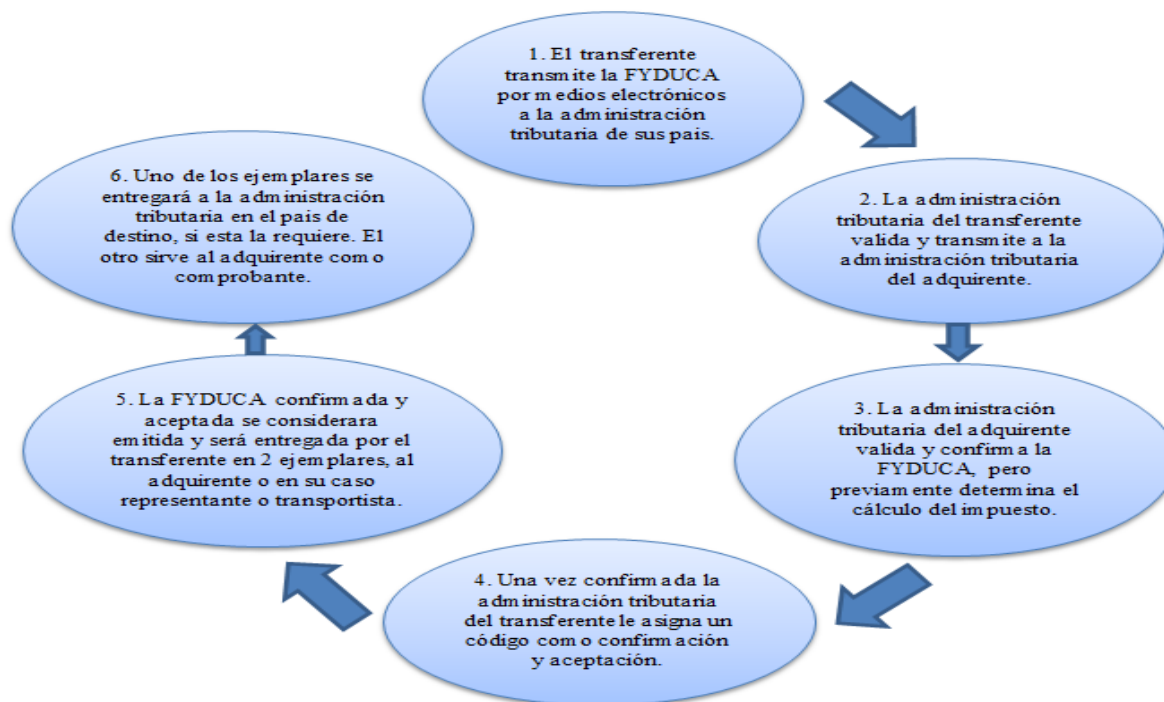 1. El transferente
transmite la FYDUCA
por medios electrónicos
a la administración
tributaria de sus pais.
2. La administración
tributaria del transferente
valida y transmite a la
administración tributaria
del adquirente.
3. La administración
tributaria del adquirente
valida y confirma la
FYDUCA, pero
previamente determina el
cálculo del impuesto.
4. Una vez confirmada la
administración tributaria
del transferente le asigna un
código como confirmación
y aceptación.
5. La FYDUCA confirmada y
aceptada se considerara
emitida y será entregada por el
transferente en 2 ejemplares, al
adquirente o en su caso
representante o transportista.
6. Uno de los ejemplares se
entregará a la administración
tributaria en el pais de
destino, si esta la requiere. El
otro sirve al adquirente como
comprobante.